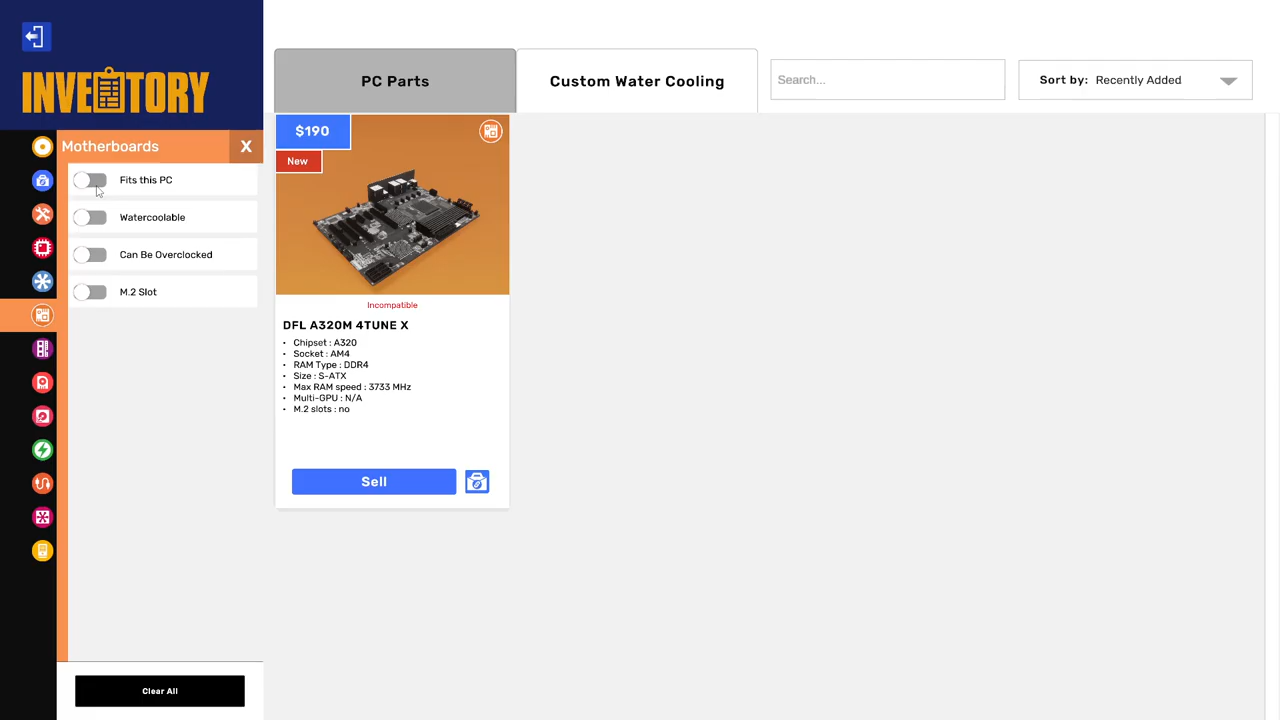 INVENTORY
PC Parts
Custom Water Cooling
Search...
Sort by: Recently Added
Motherboards X
Fits this PC
Watercoolable
Can Be Overclocked
M.2 Slot
Clear All
$190
New
Incompatible
DFL A320M 4TUNE X
• Chipset : A320
• Socket : AM4
• RAM Type : DDR4
• Size : S-ATX
• Max RAM speed : 3733 MHz
• Multi-GPU : N/A
• M.2 slots : no
Sell